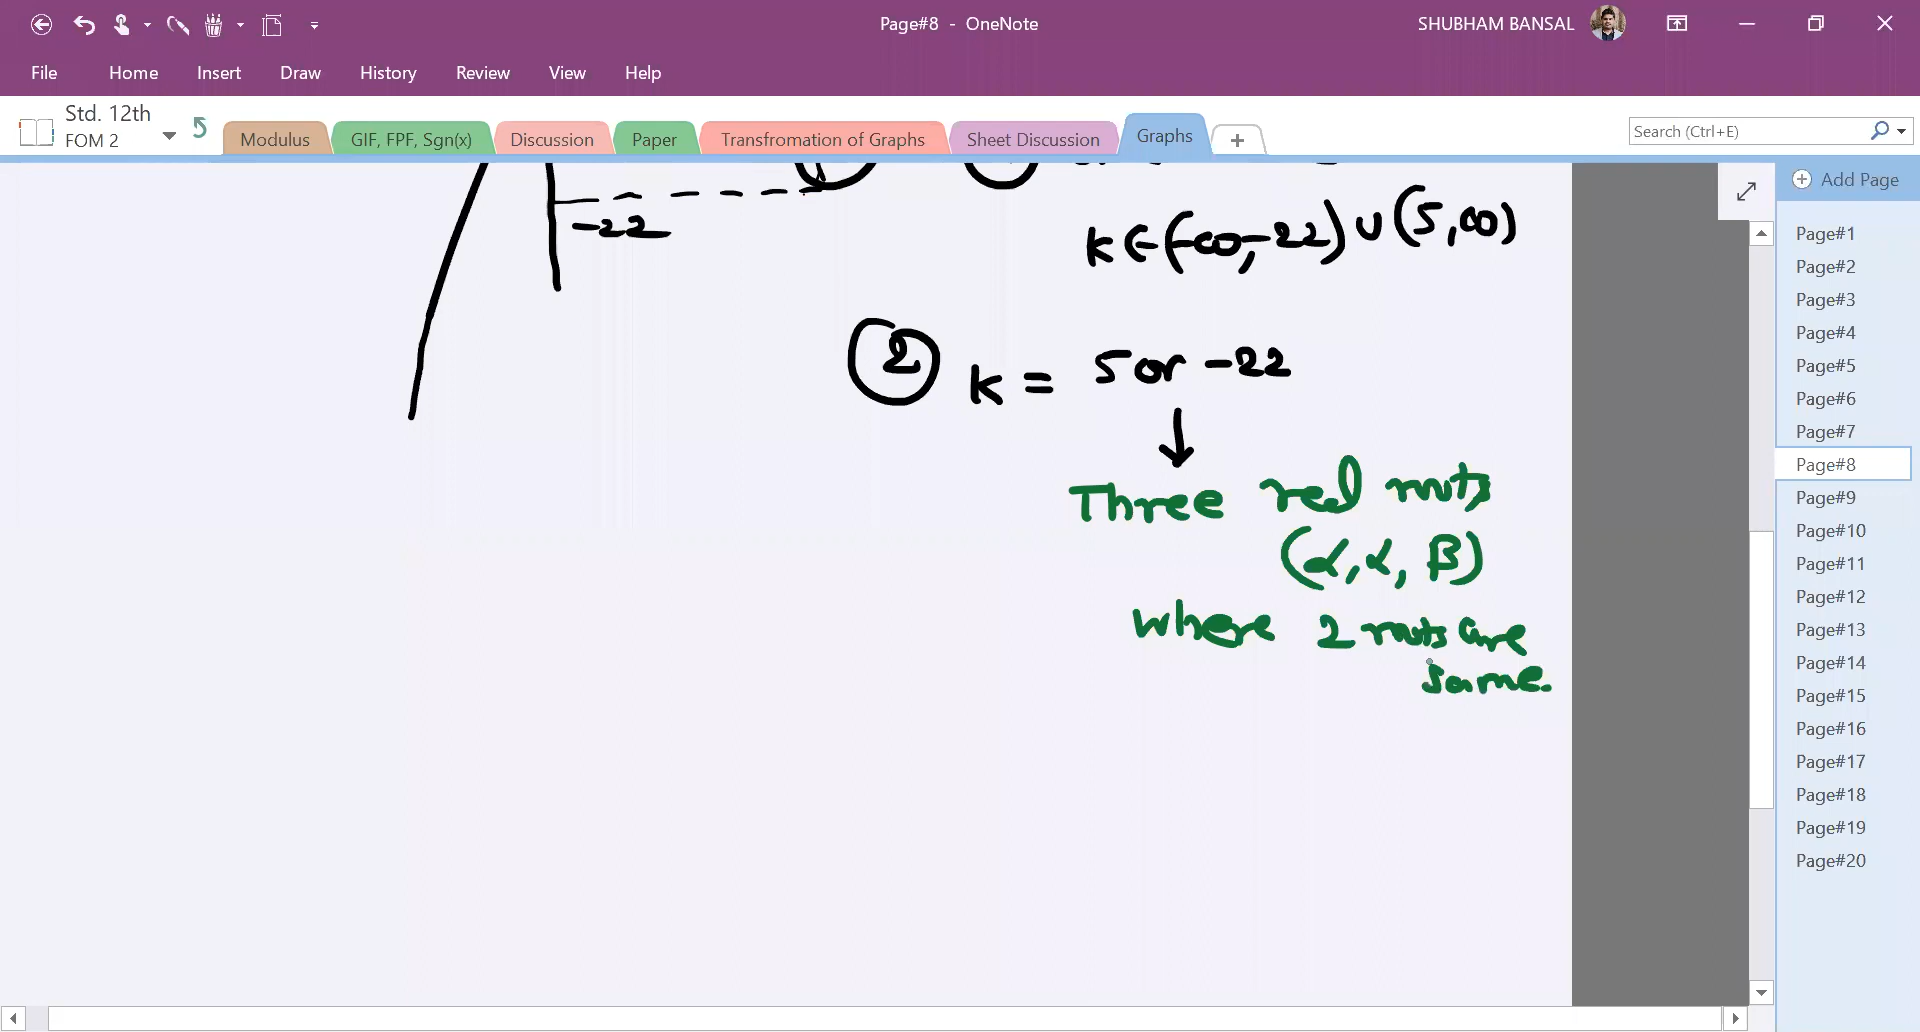 Page#8 - OneNote
SHUBHAM BANSAL
File Home Insert Draw History Review View Help
Std. 12th
FOM 2
Modulus GIF, FPF, Sgn(x) Discussion Paper Transfromation of Graphs Sheet Discussion Graphs +
Search (Ctrl+E)
Add Page
-22
K ∈ (-∞, -22) ∪ (5, ∞)
2 K = 5 or -22
↓
Three real roots
(α, α, β)
where 2 roots are
same.
Page#1
Page#2
Page#3
Page#4
Page#5
Page#6
Page#7
Page#8
Page#9
Page#10
Page#11
Page#12
Page#13
Page#14
Page#15
Page#16
Page#17
Page#18
Page#19
Page#20